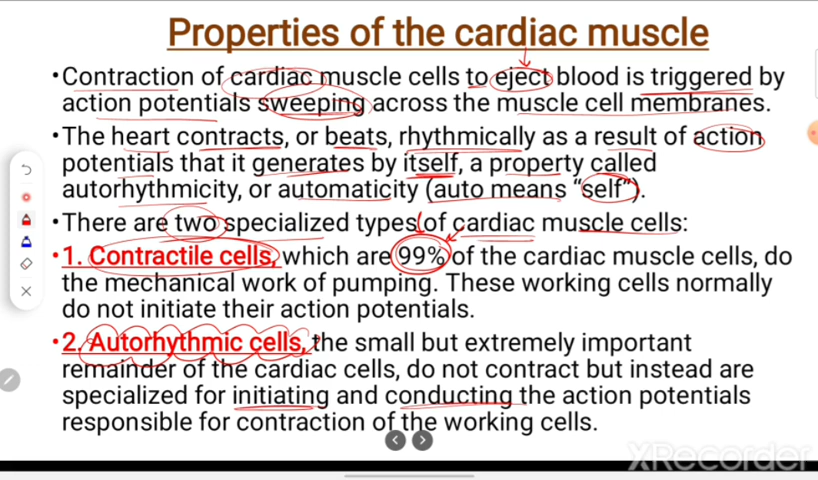 Properties of the cardiac muscle
•Contraction of cardiac muscle cells to eject blood is triggered by
action potentials sweeping across the muscle cell membranes.
•The heart contracts, or beats, rhythmically as a result of action
potentials that it generates by itself, a property called
autorhythmicity, or automaticity (auto means “self”).
•There are two specialized types of cardiac muscle cells:
•1. Contractile cells, which are 99% of the cardiac muscle cells, do
the mechanical work of pumping. These working cells normally
do not initiate their action potentials.
•2. Autorhythmic cells, the small but extremely important
remainder of the cardiac cells, do not contract but instead are
specialized for initiating and conducting the action potentials
responsible for contraction of the working cells.
XRecorder